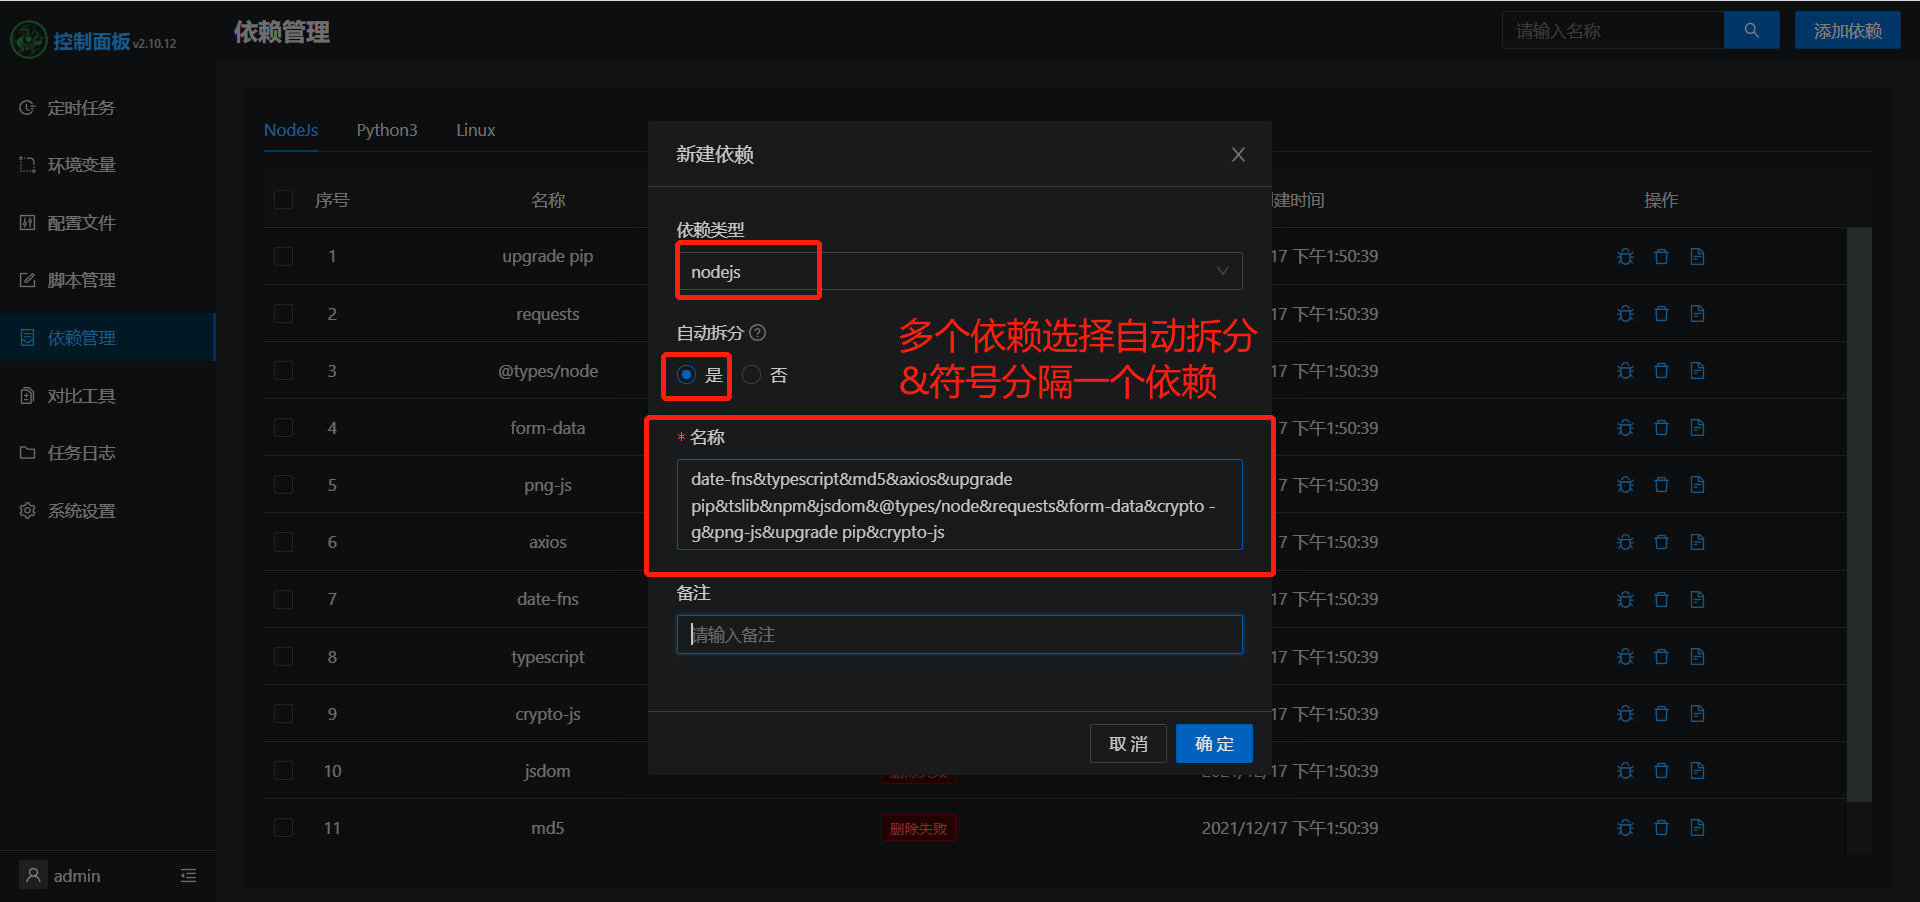 控制面板 v2.10.12
依赖管理
请输入名称
添加依赖
定时任务
环境变量
配置文件
脚本管理
依赖管理
对比工具
任务日志
系统设置
admin
NodeJs Python3 Linux
序号 名称 建时间 操作
1 upgrade pip 17 下午1:50:39
2 requests 17 下午1:50:39
3 @types/node 17 下午1:50:39
4 form-data 7 下午1:50:39
5 png-js 7 下午1:50:39
6 axios 7 下午1:50:39
7 date-fns 17 下午1:50:39
8 typescript 17 下午1:50:39
9 crypto-js 17 下午1:50:39
10 jsdom 删除失败 2021/12/17 下午1:50:39
11 md5 删除失败 2021/12/17 下午1:50:39
新建依赖
依赖类型
nodejs
自动拆分
是 否
多个依赖选择自动拆分
&符号分隔一个依赖
* 名称
date-fns&typescript&md5&axios&upgrade
pip&tslib&npm&jsdom&@types/node&requests&form-data&crypto -
g&png-js&upgrade pip&crypto-js
备注
请输入备注
取 消 确 定